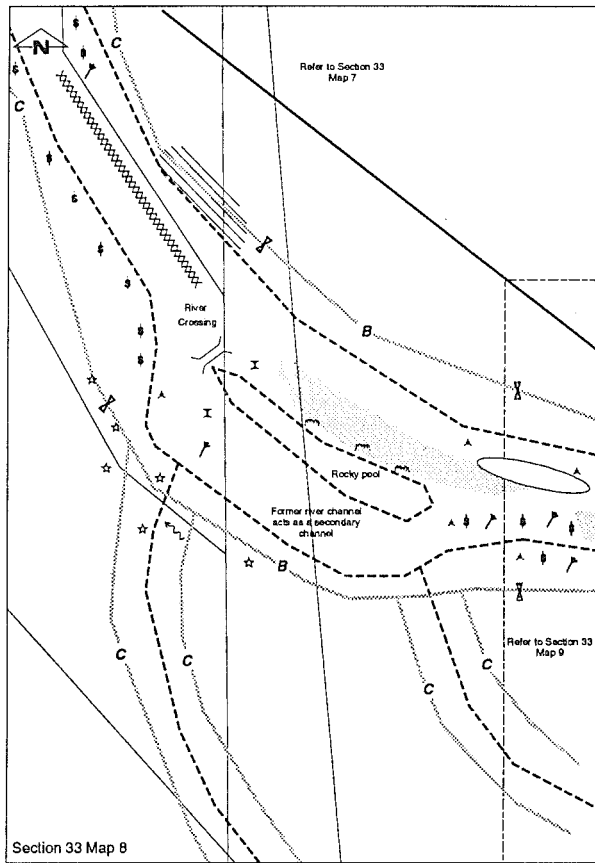 N
C
C
Refer to Section 33
Map 7
River
Crossing
B
Rocky pool
Former river channel
acts as a secondary
channel
B
Refer to Section 33
Map 9
C
C
C
C
Section 33 Map 8